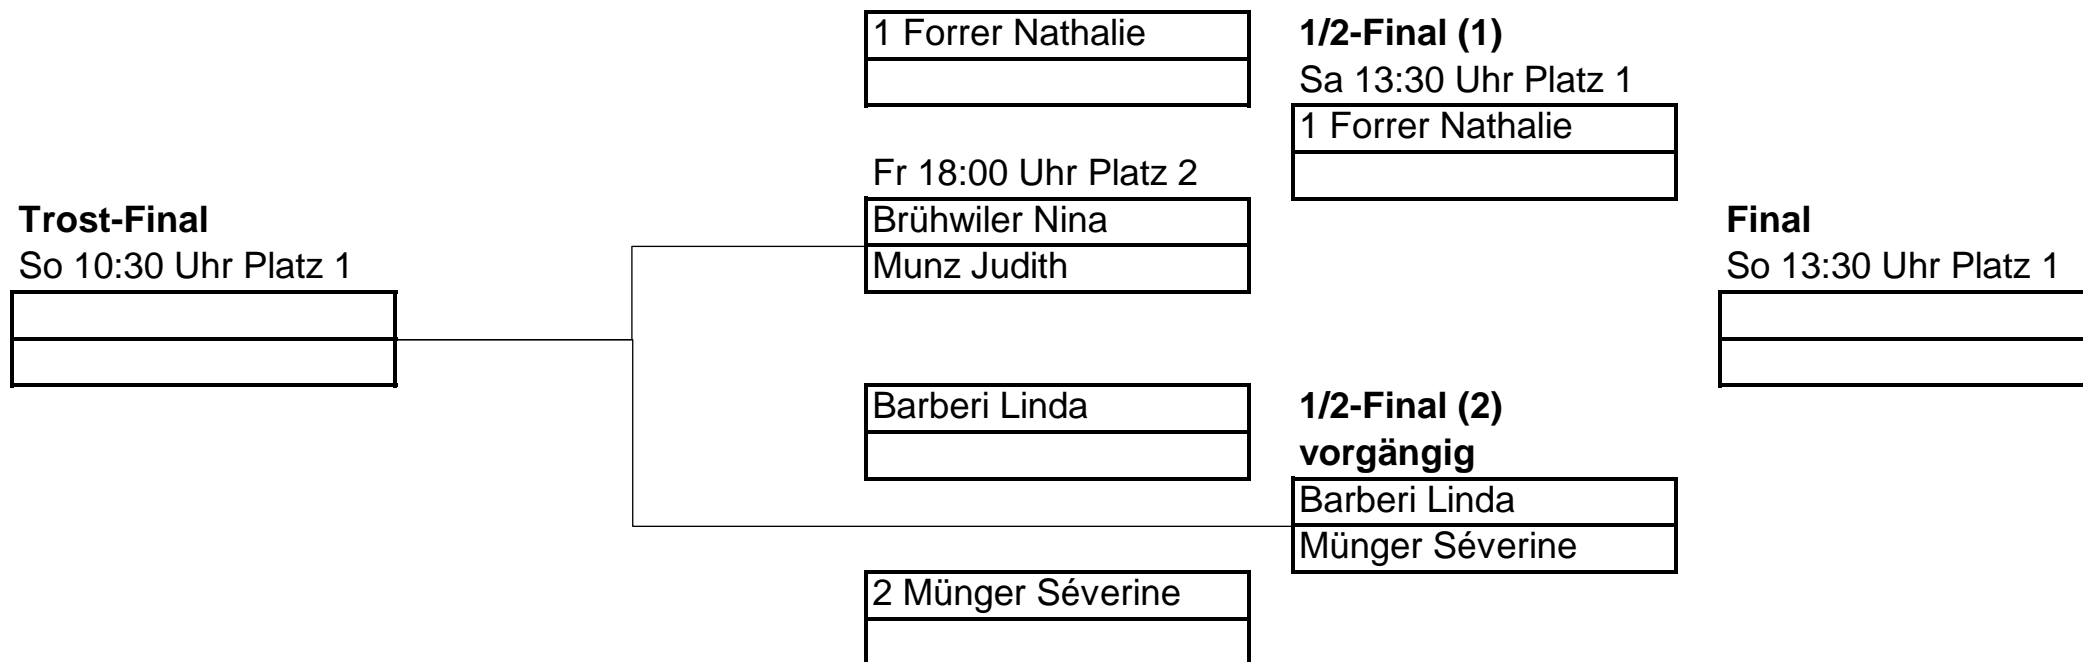 1 Forrer Nathalie
1/2-Final (1)
Sa 13:30 Uhr Platz 1
1 Forrer Nathalie
Fr 18:00 Uhr Platz 2
Trost-Final
Brühwiler Nina
Final
So 10:30 Uhr Platz 1
Munz Judith
So 13:30 Uhr Platz 1
Barberi Linda
1/2-Final (2)
vorgängig
Barberi Linda
Münger Séverine
2 Münger Séverine